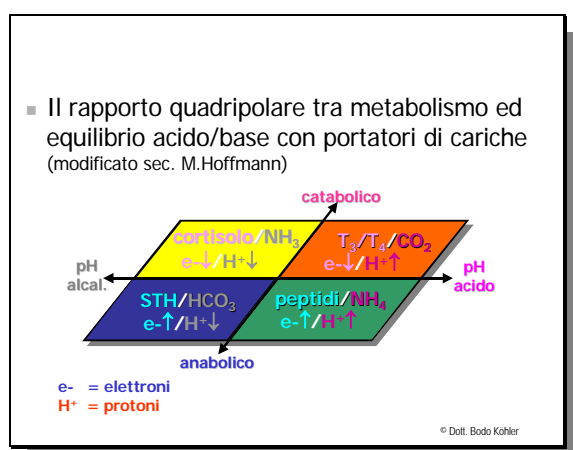 Il rapporto quadripolare tra metabolismo ed
equilibrio acido/base con portatori di cariche
(modificato sec. M.Hoffmann)
catabolico
cortisolo/NH₃
e-↓/H⁺↓
T₃/T₄/CO₂
e-↓/H⁺↑
pH
alcal.
pH
acido
STH/HCO₃
e-↑/H⁺↓
peptidi/NH₄
e-↑/H⁺↑
anabolico
e- = elettroni
H⁺ = protoni
© Dott. Bodo Köhler